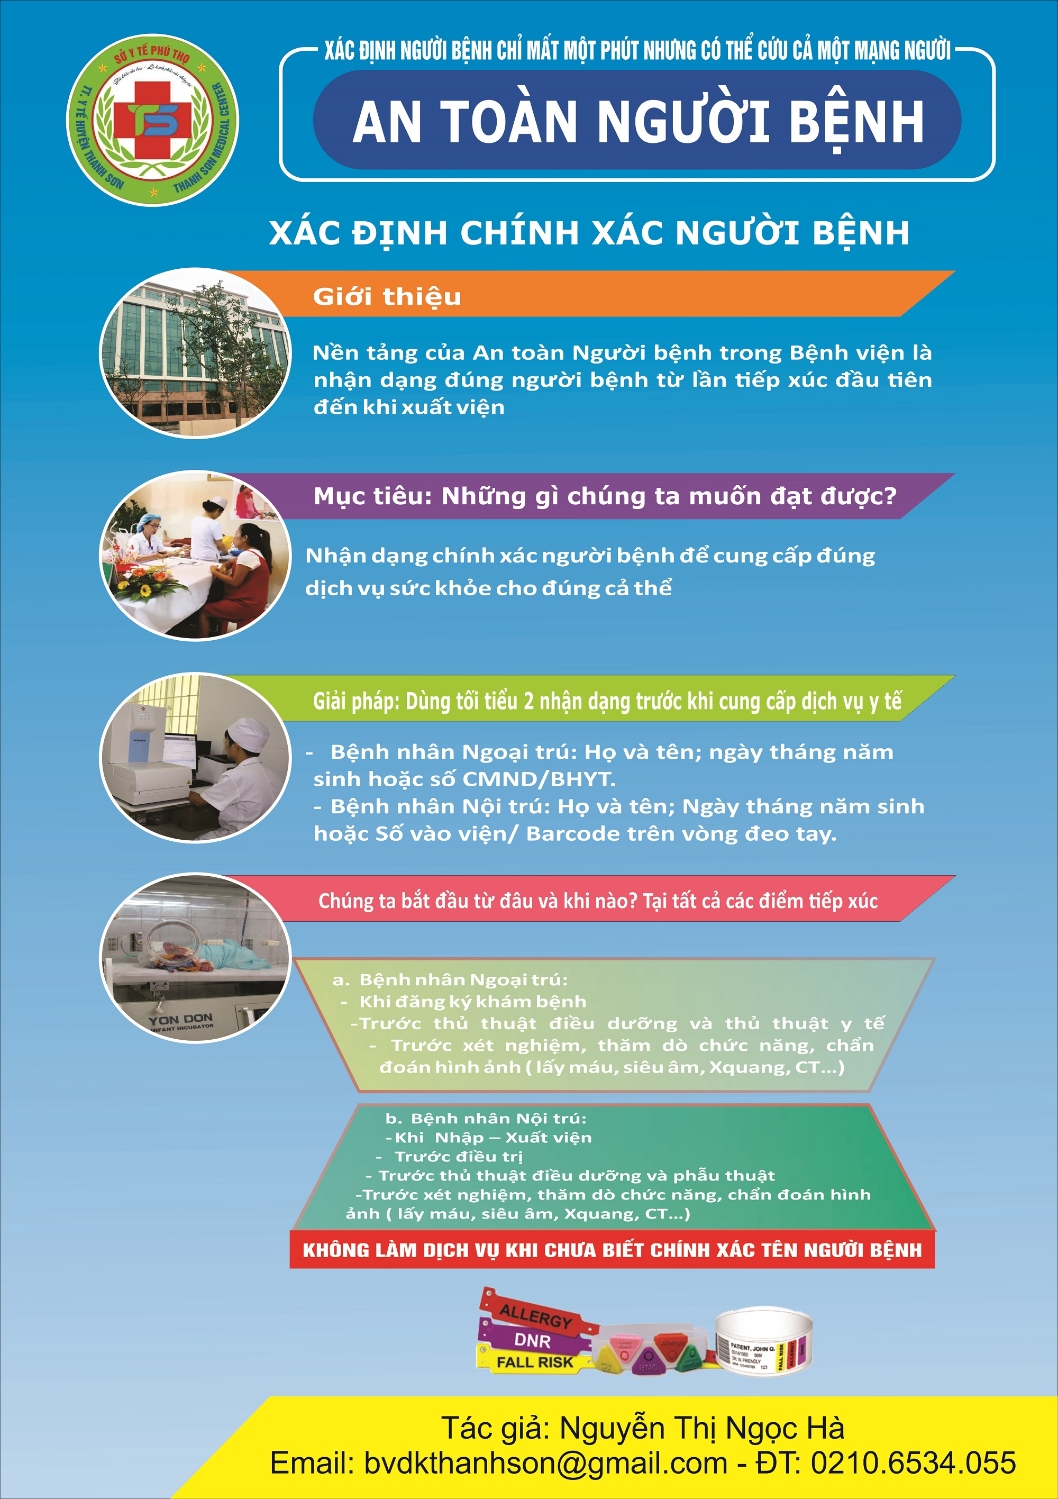 XÁC ĐỊNH NGƯỜI BỆNH CHỈ MẤT MỘT PHÚT NHƯNG CÓ THỂ CỨU CẢ MỘT MẠNG NGƯỜI
SỞ Y TẾ PHÚ THỌ
TT. Y TẾ HUYỆN THANH SƠN
THANH SON MEDICAL CENTER
TS
AN TOÀN NGƯỜI BỆNH
XÁC ĐỊNH CHÍNH XÁC NGƯỜI BỆNH
Giới thiệu
Nền tảng của An toàn Người bệnh trong Bệnh viện là
nhận dạng đúng người bệnh từ lần tiếp xúc đầu tiên
đến khi xuất viện
Mục tiêu: Những gì chúng ta muốn đạt được?
Nhận dạng chính xác người bệnh để cung cấp đúng
dịch vụ sức khỏe cho đúng cả thể
Giải pháp: Dùng tối tiểu 2 nhận dạng trước khi cung cấp dịch vụ y tế
- Bệnh nhân Ngoại trú: Họ và tên; ngày tháng năm
sinh hoặc số CMND/BHYT.
- Bệnh nhân Nội trú: Họ và tên; Ngày tháng năm sinh
hoặc Số vào viện/ Barcode trên vòng đeo tay.
Chúng ta bắt đầu từ đâu và khi nào? Tại tất cả các điểm tiếp xúc
YON DON
INFANT INCUBATOR
a. Bệnh nhân Ngoại trú:
- Khi đăng ký khám bệnh
-Trước thủ thuật điều dưỡng và thủ thuật y tế
- Trước xét nghiệm, thăm dò chức năng, chẩn
đoán hình ảnh ( lấy máu, siêu âm, Xquang, CT...)
b. Bệnh nhân Nội trú:
-Khi Nhập – Xuất viện
- Trước điều trị
- Trước thủ thuật điều dưỡng và phẫu thuật
-Trước xét nghiệm, thăm dò chức năng, chẩn đoán hình
ảnh ( lấy máu, siêu âm, Xquang, CT...)
KHÔNG LÀM DỊCH VỤ KHI CHƯA BIẾT CHÍNH XÁC TÊN NGƯỜI BỆNH
ALLERGY
DNR
FALL RISK
PATIENT, JOHN Q.
FALL RISK
ALLERGY
DNR
Tác giả: Nguyễn Thị Ngọc Hà
Email: bvdkthanhson@gmail.com - ĐT: 0210.6534.055